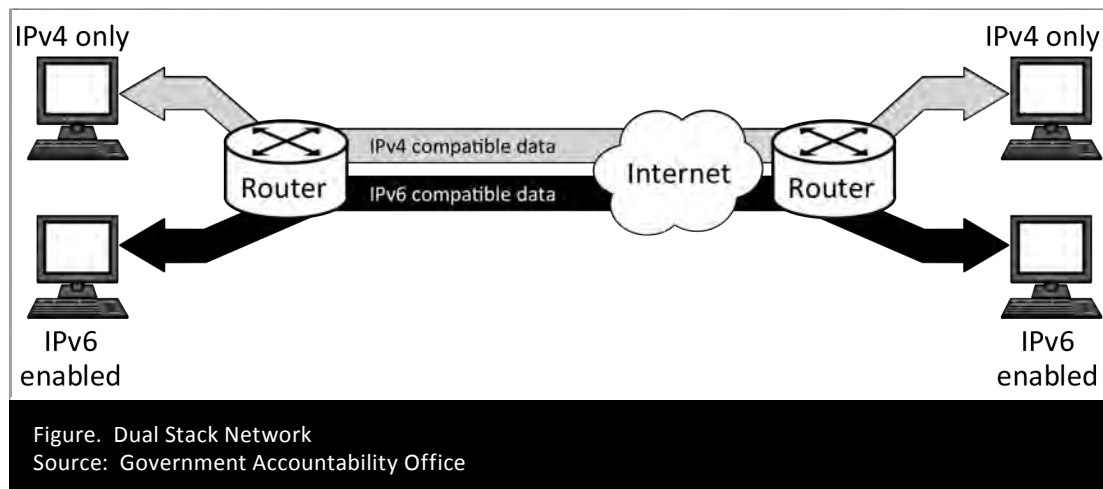 IPv4 only
IPv4 only
IPv4 compatible data
Router
IPv6 compatible data
Internet
Router
IPv6
enabled
IPv6
enabled
Figure. Dual Stack Network
Source: Government Accountability Office